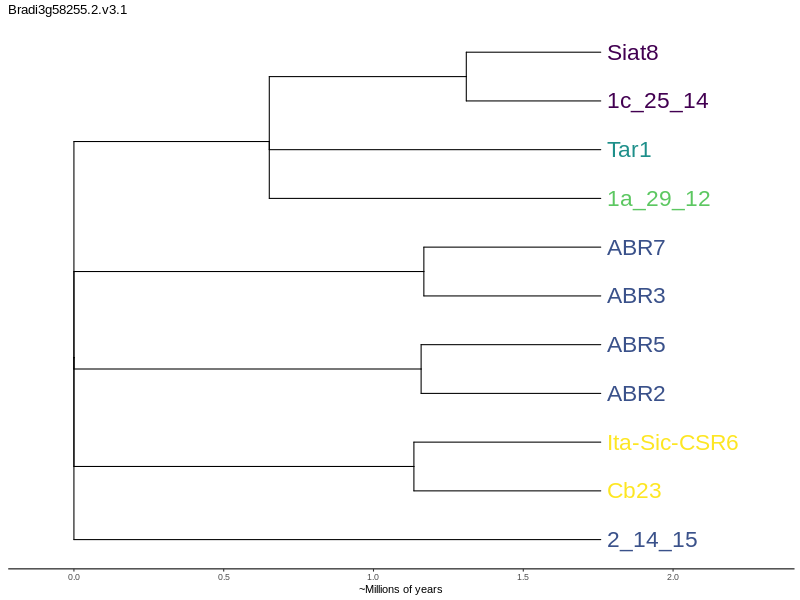 Bradi3g58255.2.v3.1
Siat8
1c_25_14
Tar1
1a_29_12
ABR7
ABR3
ABR5
ABR2
Ita-Sic-CSR6
Cb23
2_14_15
0.0 0.5 1.0 1.5 2.0
~Millions of years